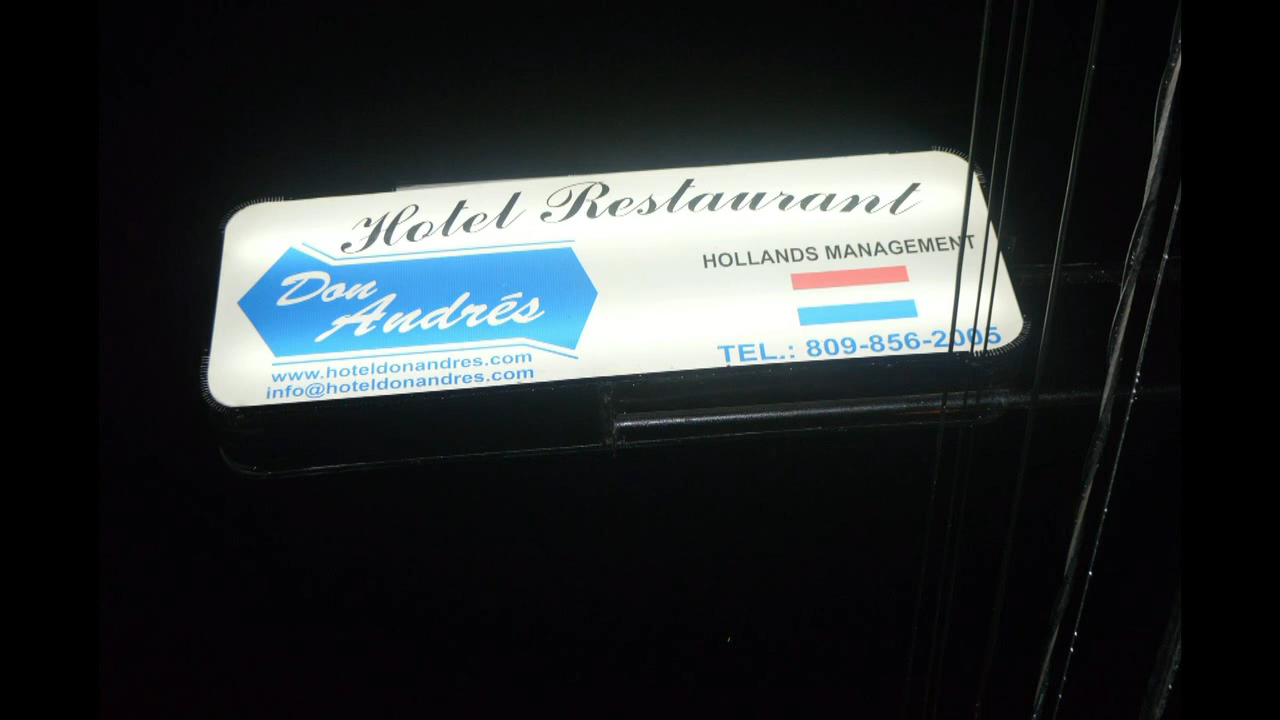 Hotel Restaurant
Don
Andrés
www.hoteldonandres.com
info@hoteldonandres.com
HOLLANDS MANAGEMENT
TEL.: 809-856-2005